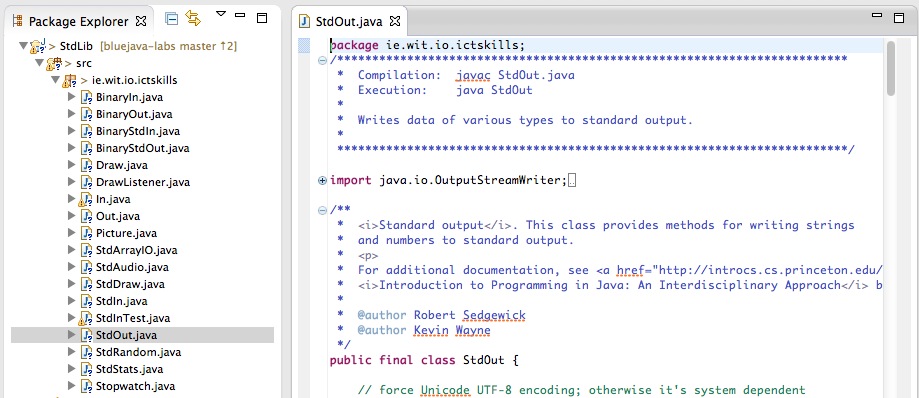 Package Explorer
> StdLib [bluejava-labs master ↑2]
> src
> ie.wit.io.ictskills
BinaryIn.java
BinaryOut.java
BinaryStdIn.java
BinaryStdOut.java
Draw.java
DrawListener.java
In.java
Out.java
Picture.java
StdArrayIO.java
StdAudio.java
StdDraw.java
StdIn.java
StdInTest.java
StdOut.java
StdRandom.java
StdStats.java
Stopwatch.java
StdOut.java
package ie.wit.io.ictskills;
/*************************************************************************
 *  Compilation:  javac StdOut.java
 *  Execution:    java StdOut
 *
 *  Writes data of various types to standard output.
 *
 *************************************************************************/
import java.io.OutputStreamWriter;
/**
 *  <i>Standard output</i>. This class provides methods for writing strings
 *  and numbers to standard output.
 *  <p>
 *  For additional documentation, see <a href="http://introcs.cs.princeton.edu/
 *  <i>Introduction to Programming in Java: An Interdisciplinary Approach</i> b
 *
 *  @author Robert Sedgewick
 *  @author Kevin Wayne
 */
public final class StdOut {
// force Unicode UTF-8 encoding; otherwise it's system dependent